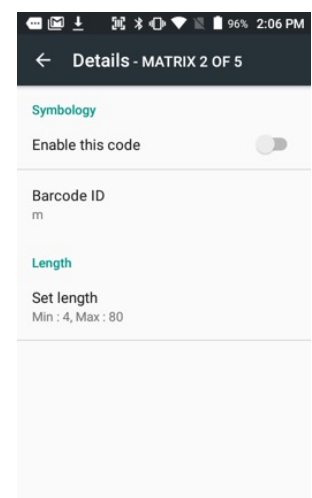 96% 2:06 PM
Details - MATRIX 2 OF 5
Symbology
Enable this code
Barcode ID
m
Length
Set length
Min : 4, Max : 80